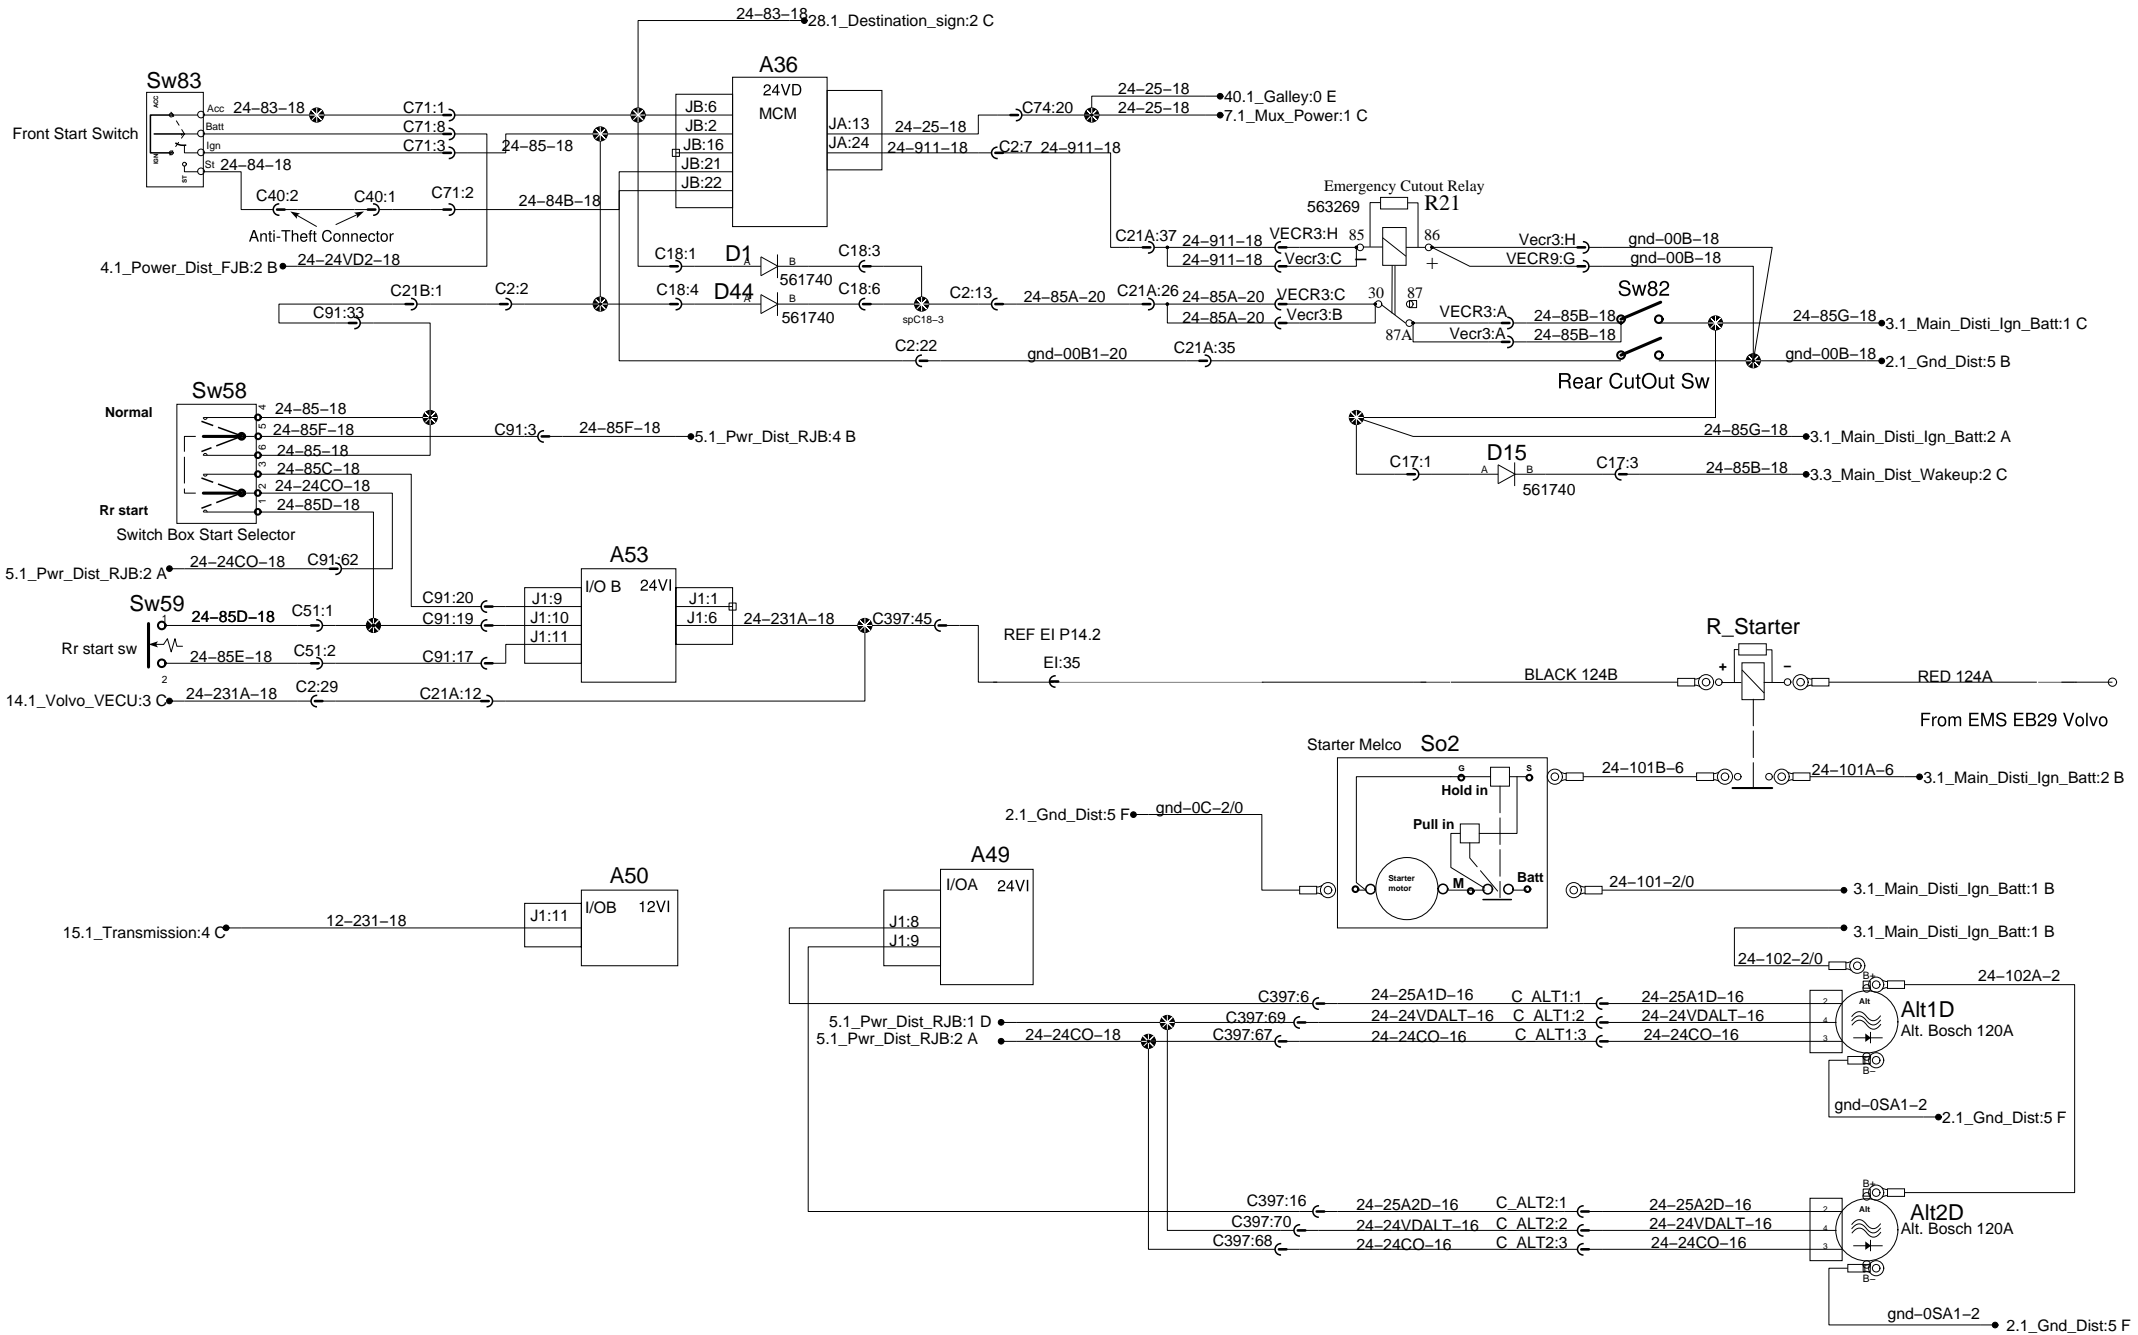 24-83-18 28.1_Destination_sign:2 C
Sw83
Front Start Switch
ACC
IGN
ST
Acc 24-83-18 C71:1
Batt C71:8
Ign C71:3 24-85-18
St 24-84-18
C40:2 C40:1 C71:2 24-84B-18
Anti-Theft Connector
4.1_Power_Dist_FJB:2 B 24-24VD2-18
A36
24VD
MCM
JB:6
JB:2
JB:16
JB:21
JB:22
JA:13 24-25-18 C74:20
JA:24 24-911-18 C2:7 24-911-18
24-25-18 40.1_Galley:0 E
24-25-18 7.1_Mux_Power:1 C
Emergency Cutout Relay
563269 R21
C21A:37 24-911-18 VECR3:H 85 86 Vecr3:H gnd-00B-18
24-911-18 Vecr3:C - + VECR9:G gnd-00B-18
C18:1 D1 A B C18:3
561740
C21B:1 C2:2 C18:4 D44 A B C18:6 C2:13 24-85A-20 C21A:26 24-85A-20 VECR3:C 30 87
561740 spC18-3
24-85A-20 Vecr3:B 87A
Sw82
VECR3:A 24-85B-18 24-85G-18 3.1_Main_Disti_Ign_Batt:1 C
Vecr3:A 24-85B-18
C91:33
C2:22 gnd-00B1-20 C21A:35 gnd-00B-18 2.1_Gnd_Dist:5 B
Rear CutOut Sw
Sw58
Normal
Rr start
4 24-85-18
5 24-85F-18 C91:3 24-85F-18 5.1_Pwr_Dist_RJB:4 B
6 24-85-18
3 24-85C-18
2 24-24CO-18
1 24-85D-18
Switch Box Start Selector
24-85G-18 3.1_Main_Disti_Ign_Batt:2 A
C17:1 D15 A B C17:3 24-85B-18 3.3_Main_Dist_Wakeup:2 C
561740
5.1_Pwr_Dist_RJB:2 A 24-24CO-18 C91:62
A53
I/O B 24VI
C91:20 J1:9 J1:1
Sw59
Rr start sw
1 24-85D-18 C51:1 C91:19 J1:10 J1:6 24-231A-18 C397:45
J1:11
2 24-85E-18 C51:2 C91:17
14.1_Volvo_VECU:3 C 24-231A-18 C2:29 C21A:12
REF EI P14.2
EI:35
R_Starter
+ -
BLACK 124B RED 124A
From EMS EB29 Volvo
Starter Melco So2
G S
Hold in
Pull in
Starter
motor
M Batt
24-101B-6 24-101A-6 3.1_Main_Disti_Ign_Batt:2 B
2.1_Gnd_Dist:5 F gnd-0C-2/0
24-101-2/0 3.1_Main_Disti_Ign_Batt:1 B
3.1_Main_Disti_Ign_Batt:1 B
24-102-2/0
A50
I/OB 12VI
15.1_Transmission:4 C 12-231-18 J1:11
A49
I/OA 24VI
J1:8
J1:9
B+ 24-102A-2
C397:6 24-25A1D-16 C_ALT1:1 24-25A1D-16 2 Alt Alt1D
5.1_Pwr_Dist_RJB:1 D C397:69 24-24VDALT-16 C_ALT1:2 24-24VDALT-16 4 Alt. Bosch 120A
5.1_Pwr_Dist_RJB:2 A 24-24CO-18 C397:67 24-24CO-16 C_ALT1:3 24-24CO-16 3
B-
gnd-0SA1-2 2.1_Gnd_Dist:5 F
B+
C397:16 24-25A2D-16 C_ALT2:1 24-25A2D-16 2 Alt Alt2D
C397:70 24-24VDALT-16 C_ALT2:2 24-24VDALT-16 4 Alt. Bosch 120A
C397:68 24-24CO-16 C_ALT2:3 24-24CO-16 3
B-
gnd-0SA1-2 2.1_Gnd_Dist:5 F